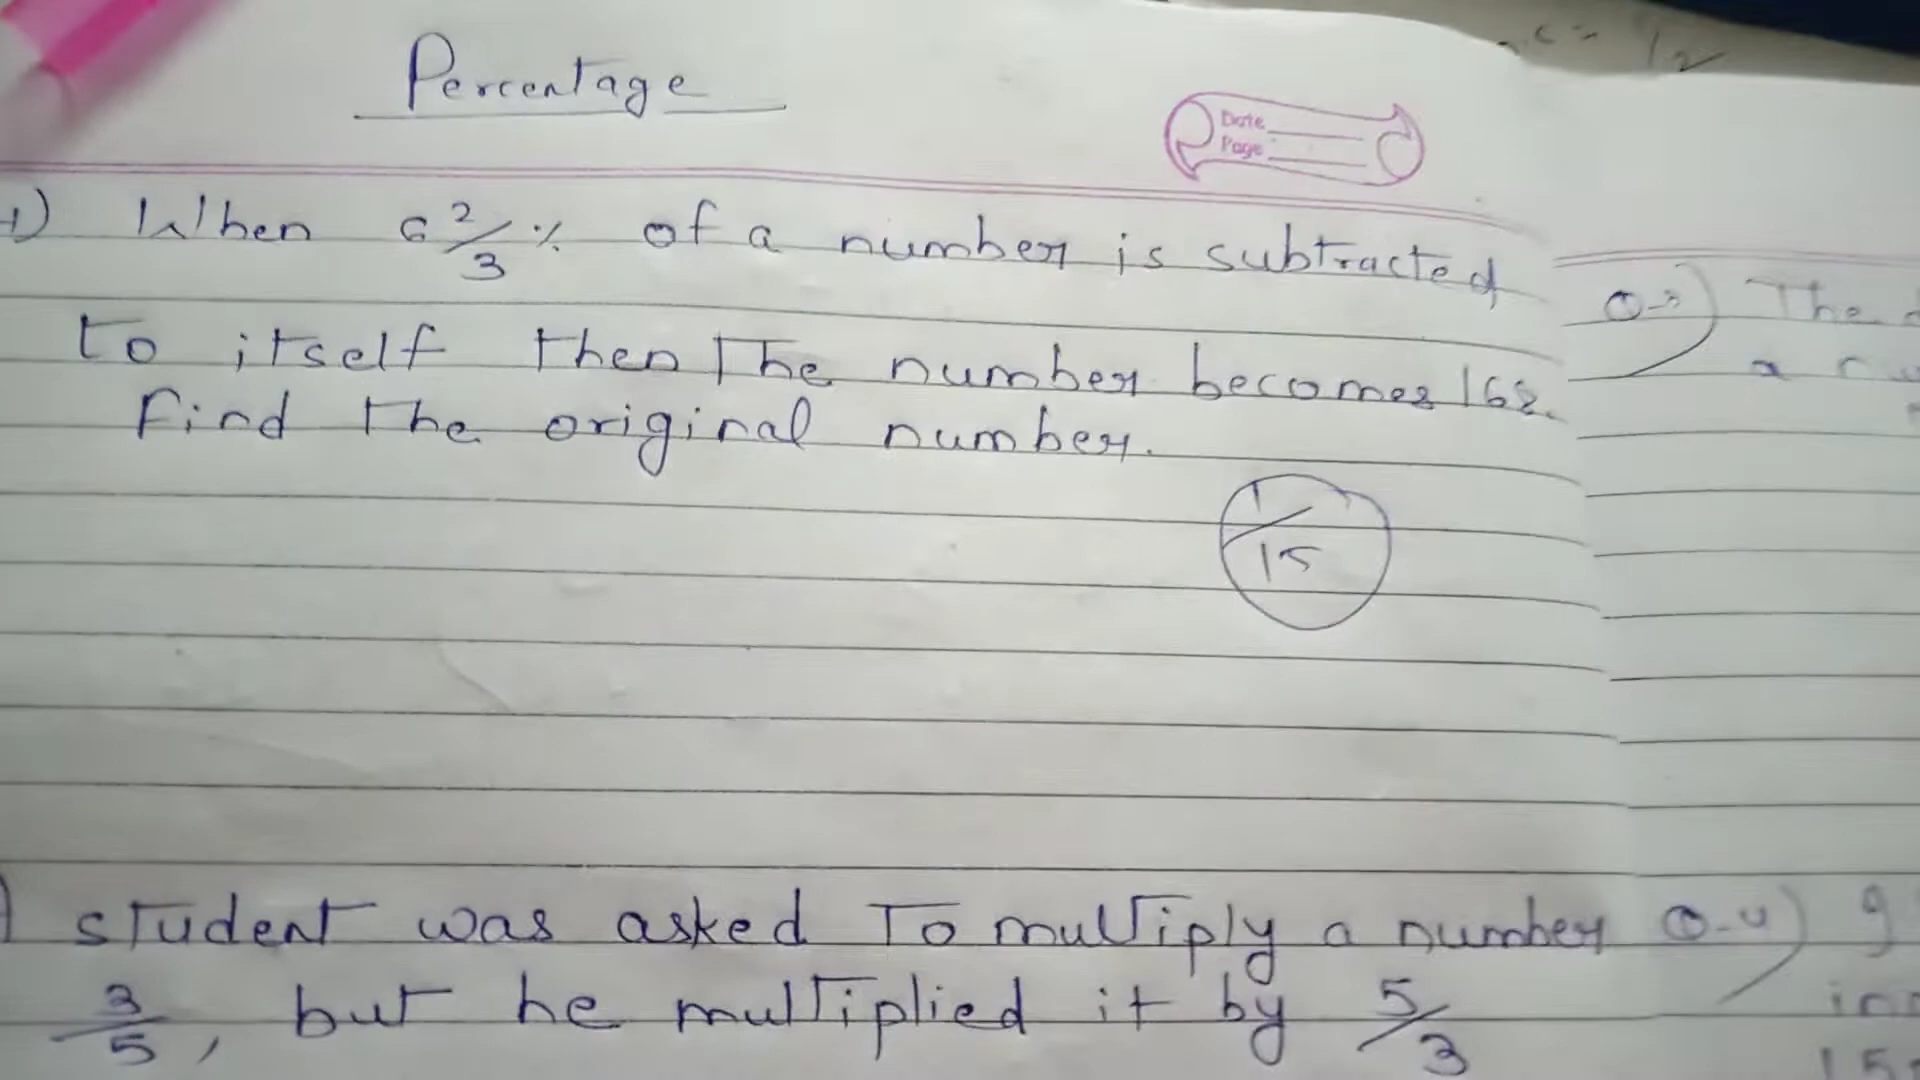 Percentage
Date
Page
1) When 6 2/3 % of a number is subtracted
to itself then the number becomes 168.
Find the original number.
1/15
student was asked to multiply a number
3/5, but he multiplied it by 5/3
The
a